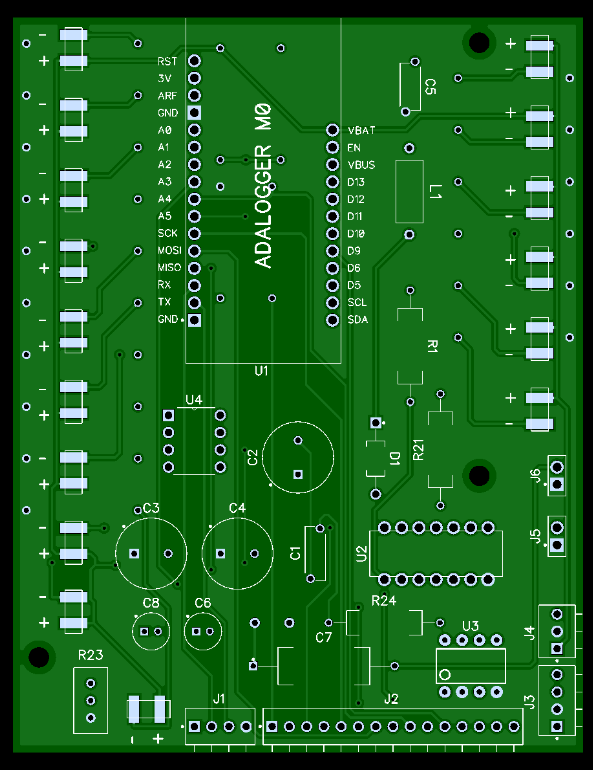 - +
- +
- +
- +
- +
- +
- +
- +
- +
RST
3V
ARF
GND
A0
A1
A2
A3
A4
A5
SCK
MOSI
MISO
RX
TX
GND
ADALOGGER M0
VBAT
EN
VBUS
D13
D12
D11
D10
D9
D6
D5
SCL
SDA
U1
C5
L1
R1
+ -
+ -
+ -
+ -
+ -
+ -
U4
C2
D1
R21
J6
J5
C3
C4
C1
U2
R24
C8
C6
C7
U3
J4
J3
R23
- +
J1
J2